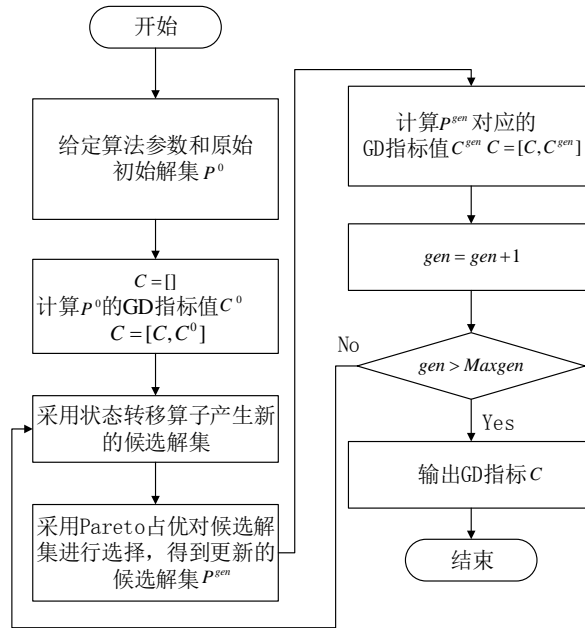 开始
给定算法参数和原始
初始解集 P^0
C = []
计算P^0的GD指标值C^0
C = [C, C^0]
采用状态转移算子产生新
的候选解集
采用Pareto占优对候选解
集进行选择，得到更新的
候选解集 P^gen
计算P^gen 对应的
GD指标值C^gen C = [C, C^gen]
gen = gen + 1
gen > Maxgen
No
Yes
输出GD指标 C
结束